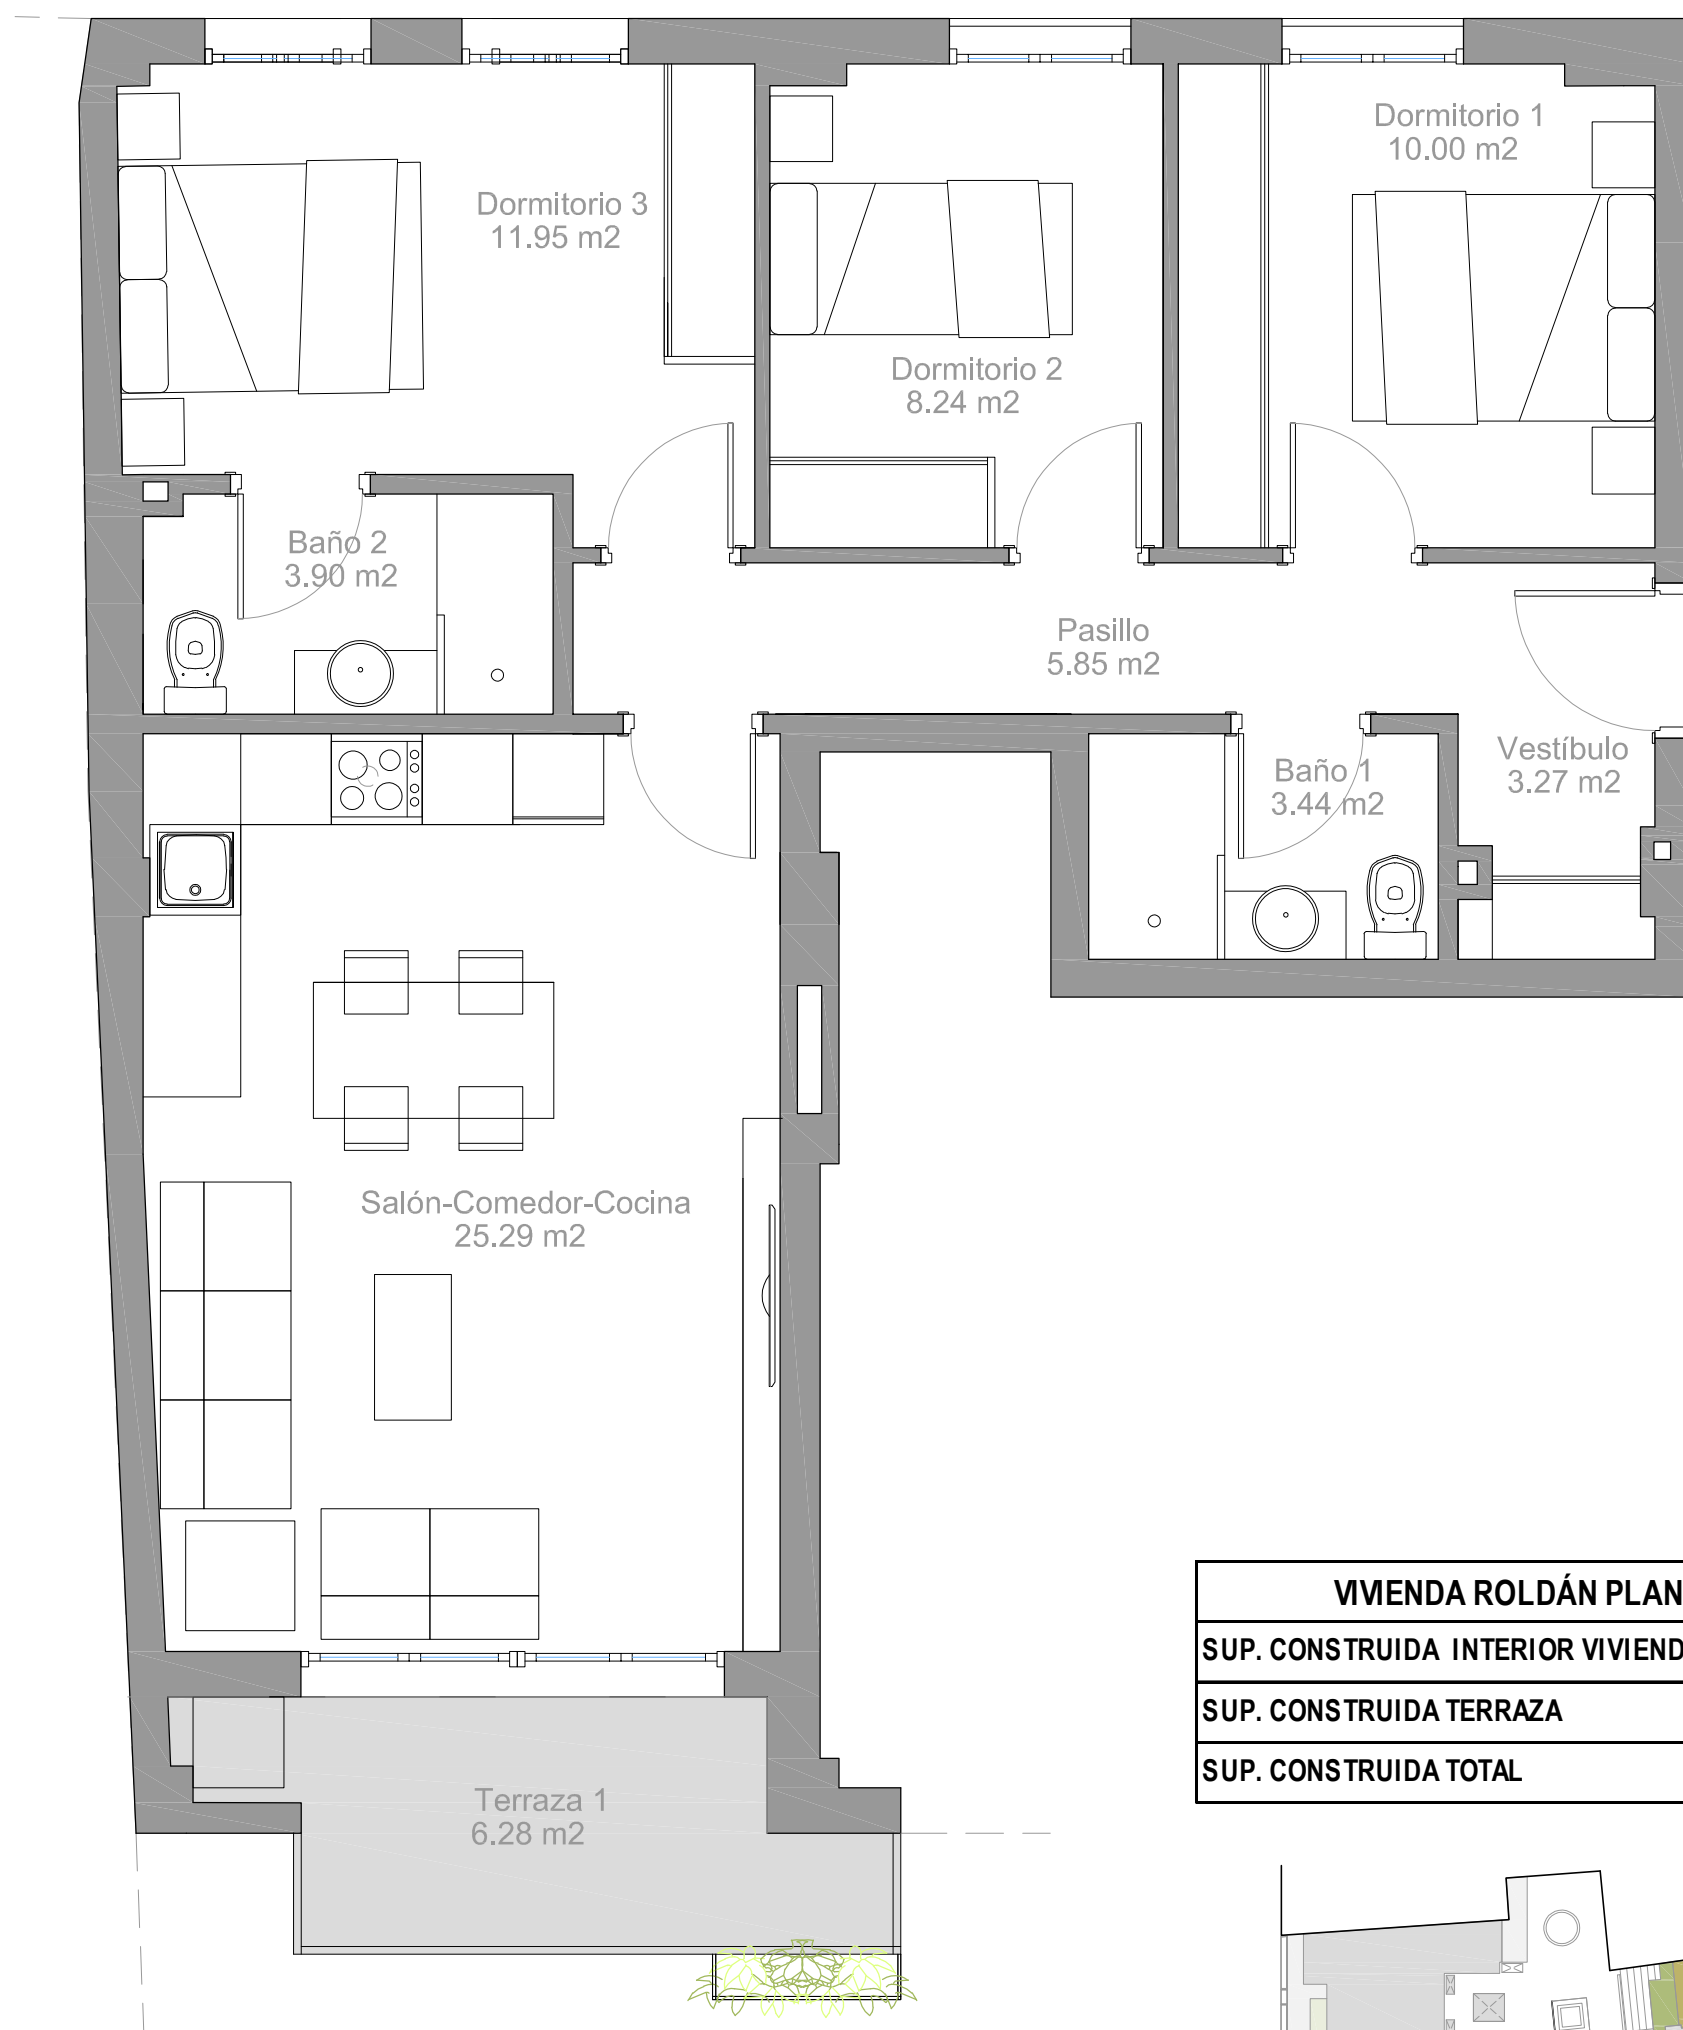 Dormitorio 1
10.00 m2
Dormitorio 3
11.95 m2
Dormitorio 2
8.24 m2
Baño 2
3.90 m2
Pasillo
5.85 m2
Vestíbulo
3.27 m2
Baño 1
3.44 m2
Salón-Comedor-Cocina
25.29 m2
VIVIENDA ROLDÁN PLAN
SUP. CONSTRUIDA INTERIOR VIVIEND
SUP. CONSTRUIDA TERRAZA
SUP. CONSTRUIDA TOTAL
Terraza 1
6.28 m2